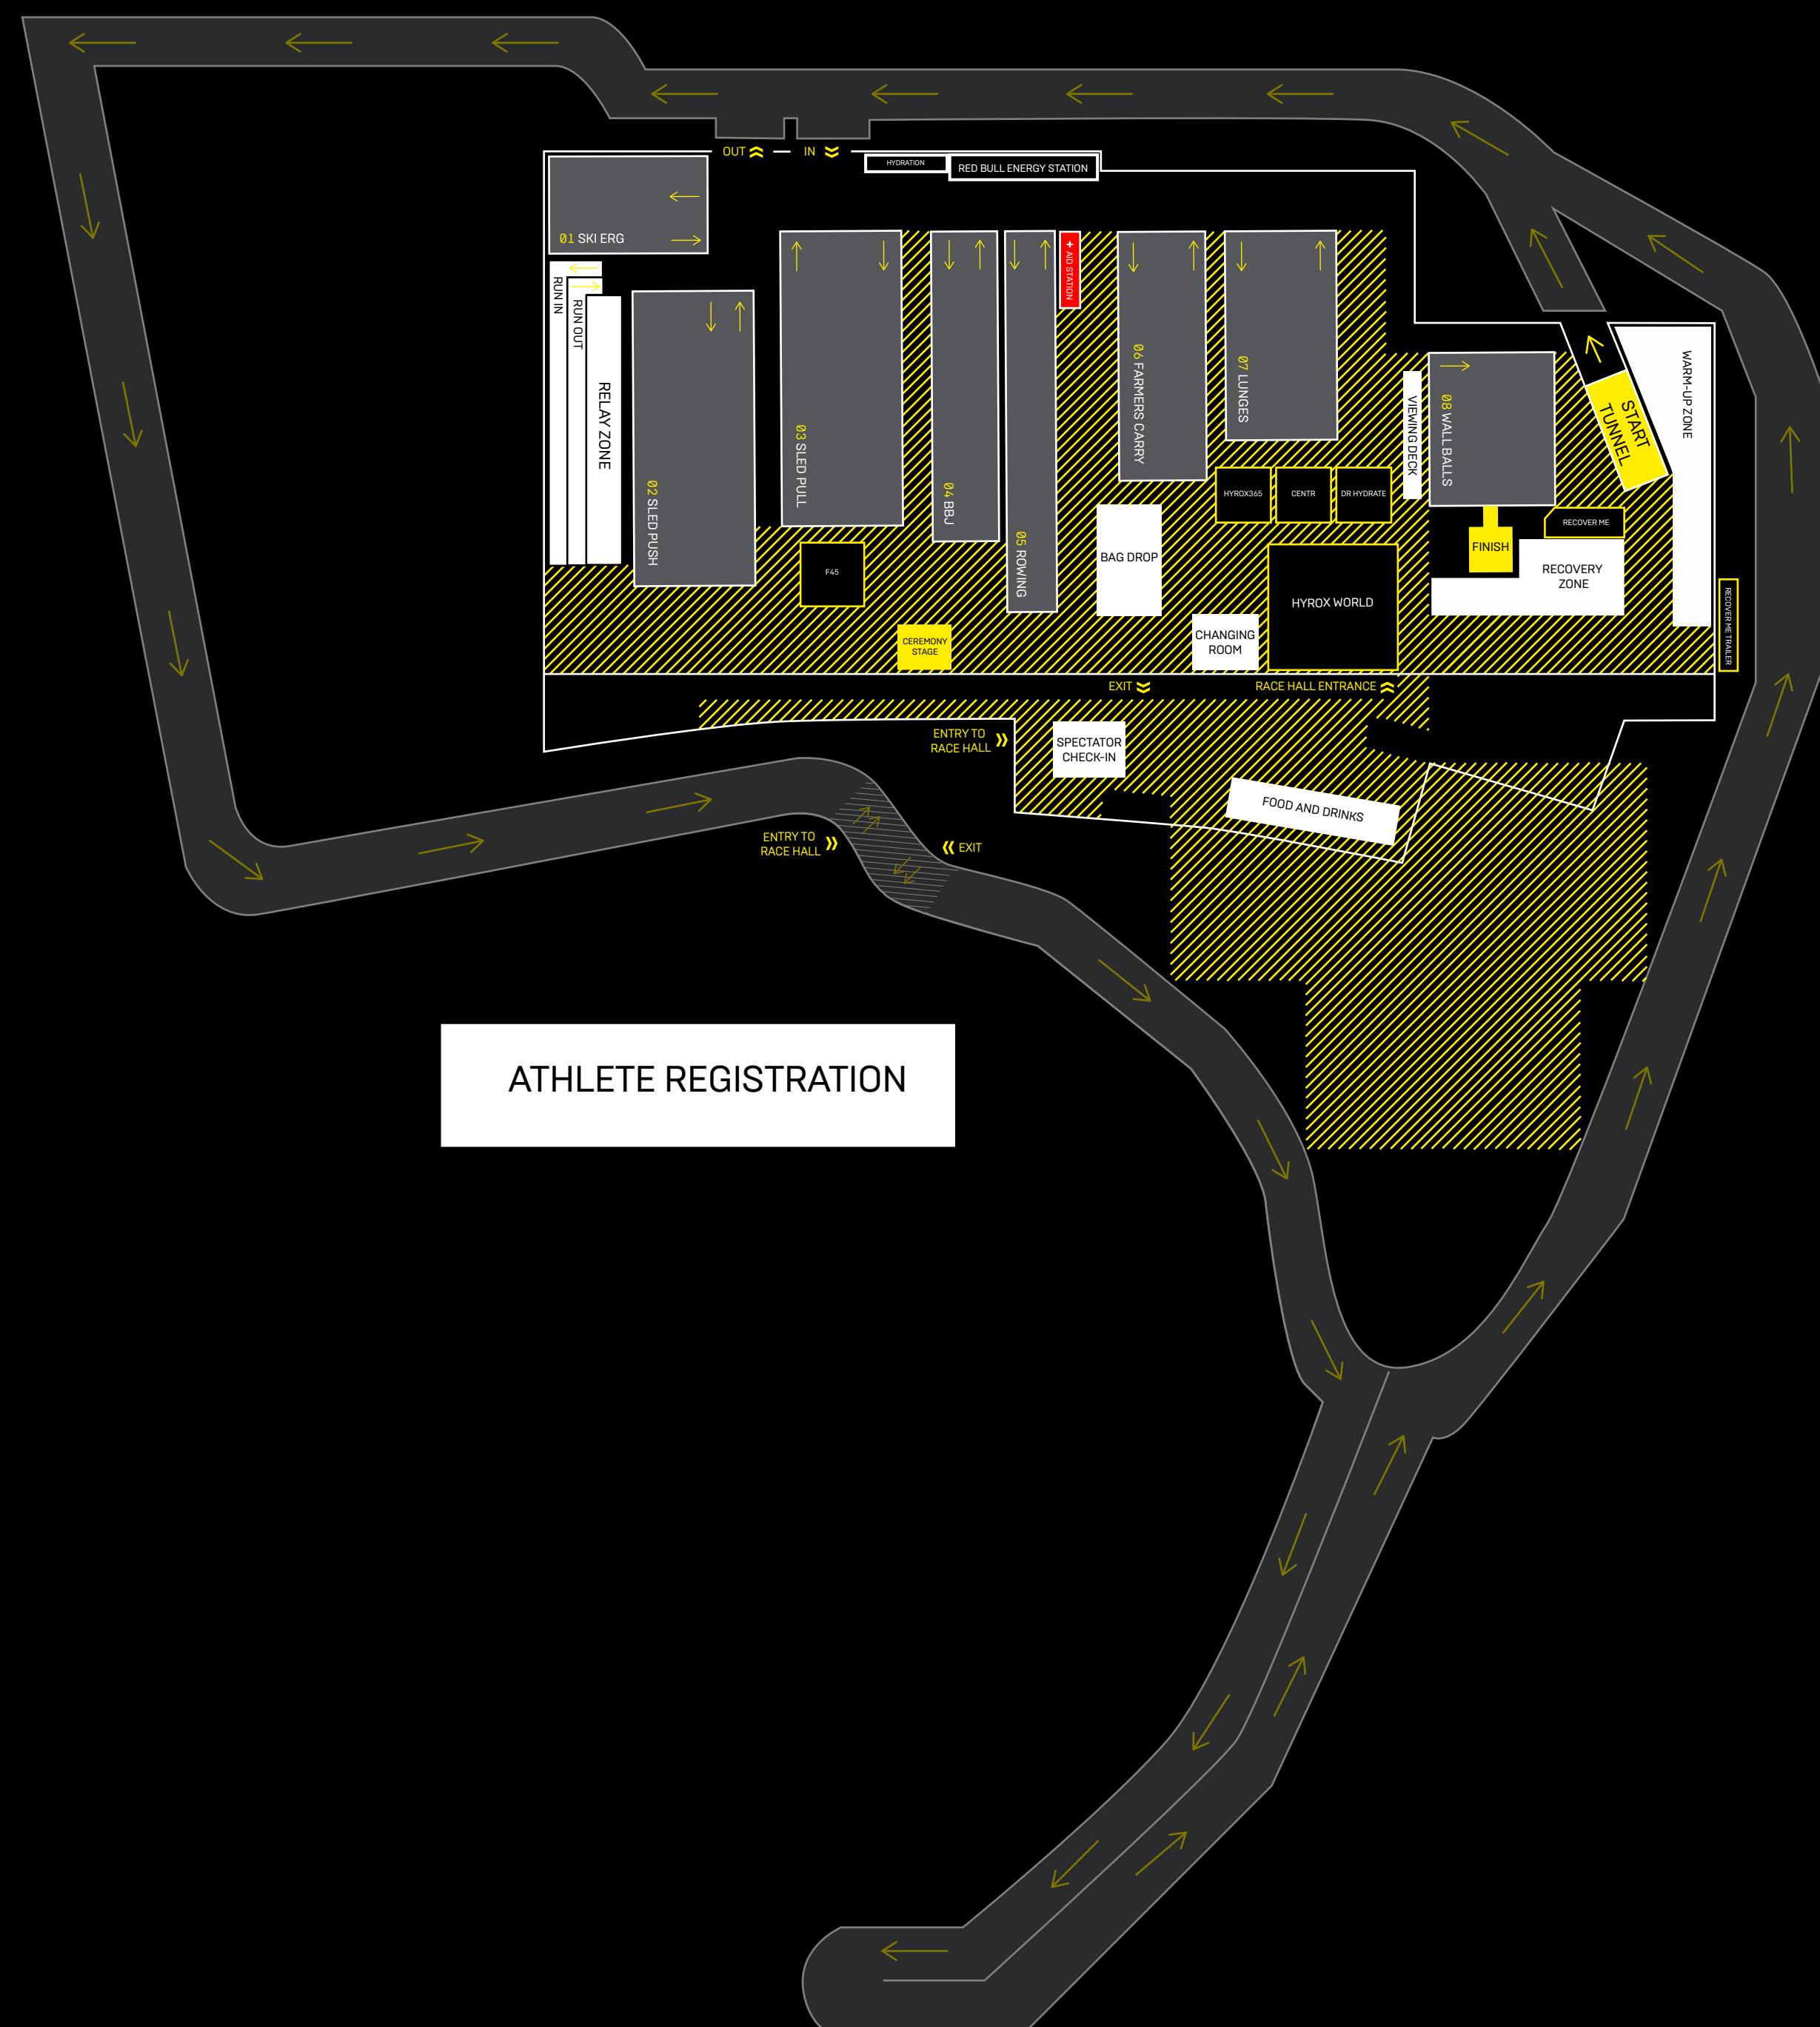 OUT
IN
HYDRATION
RED BULL ENERGY STATION
01 SKI ERG
RUN IN
RUN OUT
RELAY ZONE
02 SLED PUSH
03 SLED PULL
04 BBJ
05 ROWING
+ AID STATION
06 FARMERS CARRY
07 LUNGES
VIEWING DECK
08 WALL BALLS
START
TUNNEL
WARM-UP ZONE
HYROX365
CENTR
DR HYDRATE
RECOVER ME
FINISH
RECOVERY
ZONE
BAG DROP
F45
HYROX WORLD
RECOVER ME TRAILER
CEREMONY
STAGE
CHANGING
ROOM
EXIT
RACE HALL ENTRANCE
ENTRY TO
RACE HALL
SPECTATOR
CHECK-IN
FOOD AND DRINKS
ENTRY TO
RACE HALL
EXIT
ATHLETE REGISTRATION